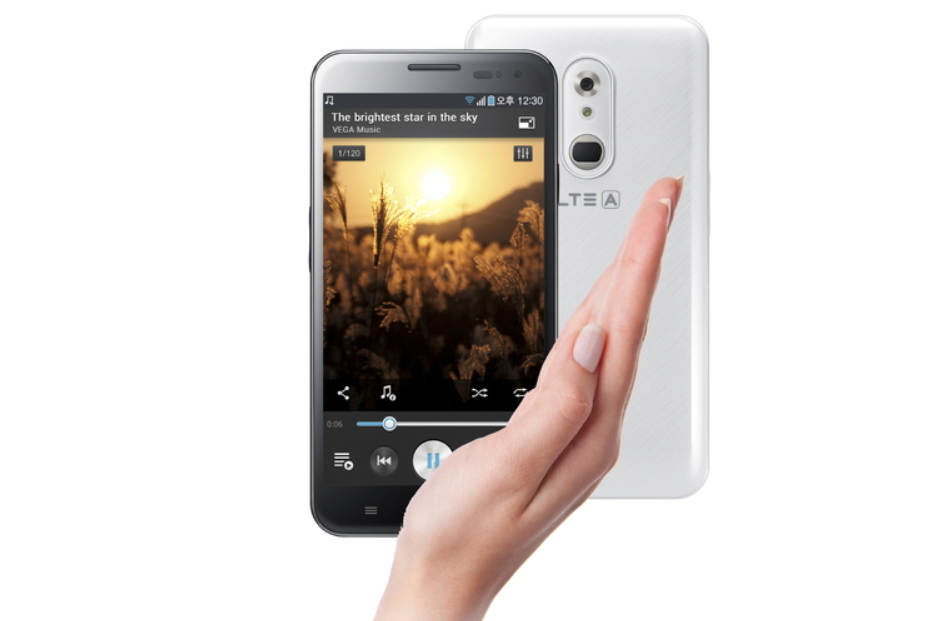 오후 12:30
The brightest star in the sky
VEGA Music
1/120
LTE A
0:06